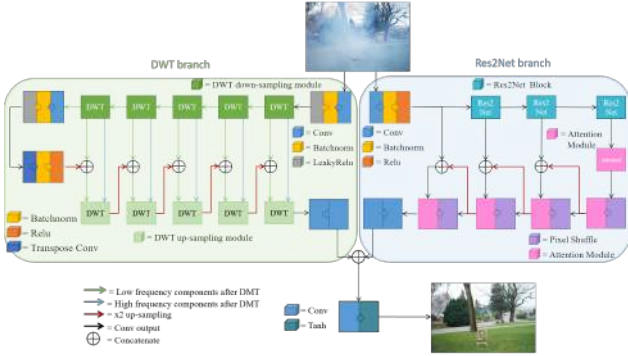 DWT branch
Res2Net branch
= DWT down-sampling module
= Res2Net Block
DWT DWT DWT DWT DWT
Res2 Net
Res2 Net
Res2 Net
= Conv
= Batchnorm
= LeakyRelu
= Conv
= Batchnorm
= Relu
= Attention Module
DWT DWT DWT DWT DWT
= Batchnorm
= Relu
= Transpose Conv
= DWT up-sampling module
= Pixel Shuffle
= Attention Module
= Low frequency components after DMT
= High frequency components after DMT
= x2 up-sampling
= Conv output
= Concatenate
= Conv
= Tanh